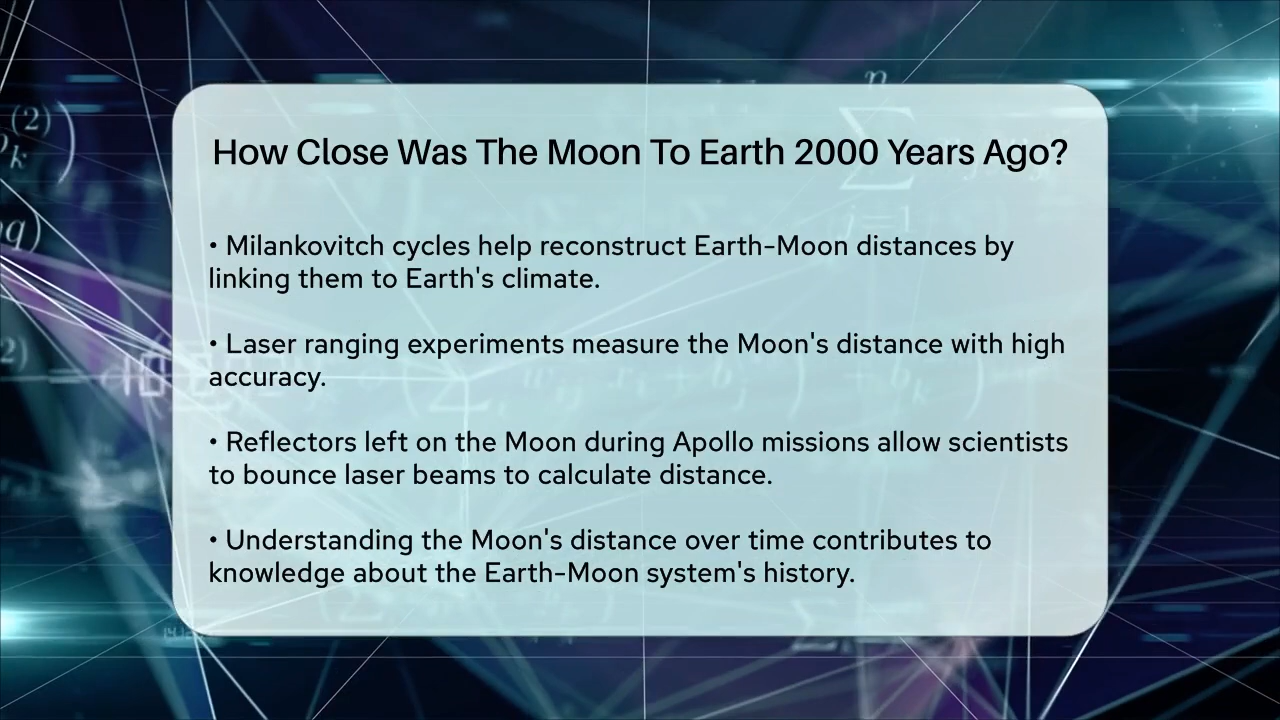 How Close Was The Moon To Earth 2000 Years Ago?
• Milankovitch cycles help reconstruct Earth-Moon distances by
linking them to Earth's climate.
• Laser ranging experiments measure the Moon's distance with high
accuracy.
• Reflectors left on the Moon during Apollo missions allow scientists
to bounce laser beams to calculate distance.
• Understanding the Moon's distance over time contributes to
knowledge about the Earth-Moon system's history.